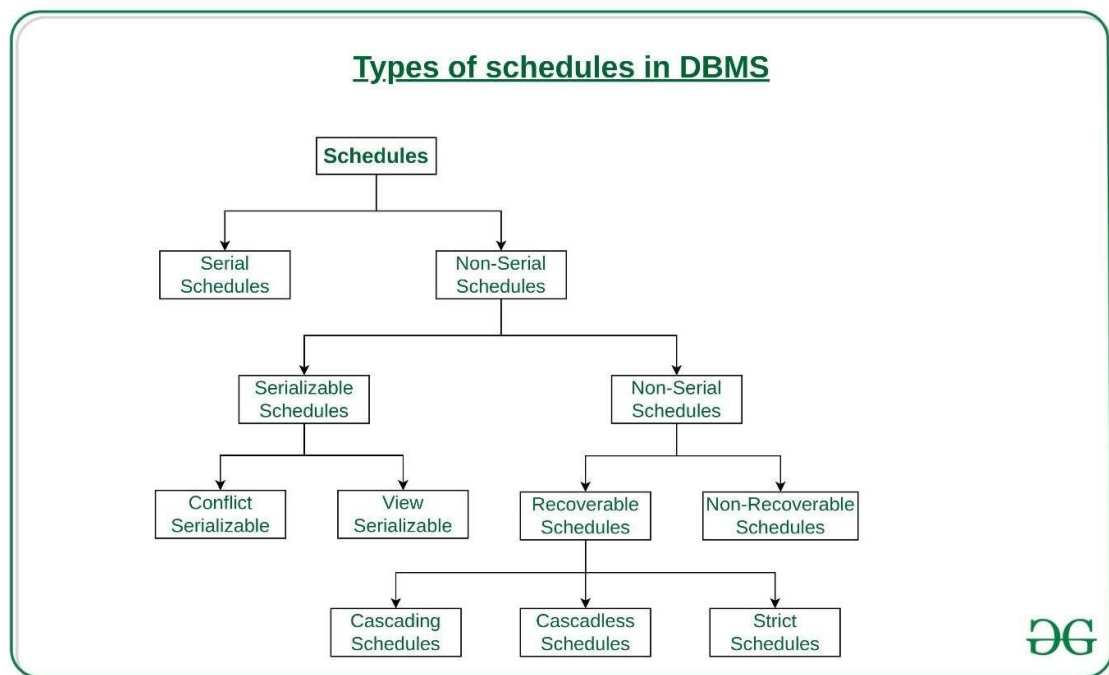 Types of schedules in DBMS
Schedules
Serial
Schedules
Non-Serial
Schedules
Serializable
Schedules
Non-Serial
Schedules
Conflict
Serializable
View
Serializable
Recoverable
Schedules
Non-Recoverable
Schedules
Cascading
Schedules
Cascadless
Schedules
Strict
Schedules